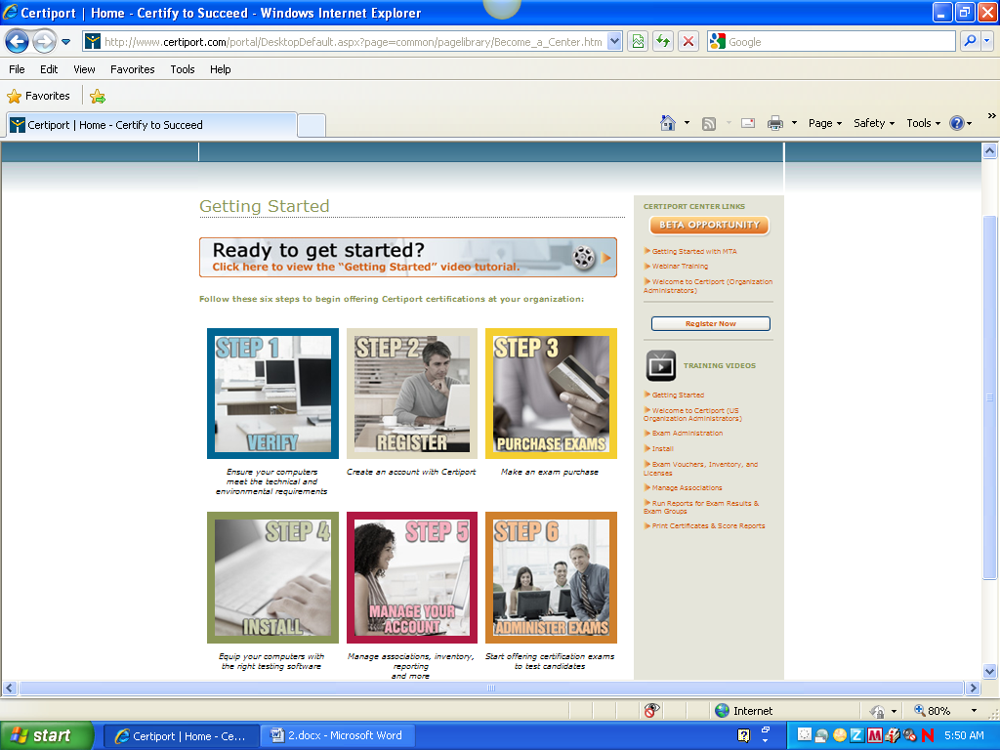 Certiport | Home - Certify to Succeed - Windows Internet Explorer
http://www.certiport.com/portal/DesktopDefault.aspx?page=common/pagelibrary/Become_a_Center.htm
Google
File Edit View Favorites Tools Help
Favorites
Certiport | Home - Certify to Succeed
Page Safety Tools
Getting Started
Ready to get started?
Click here to view the “Getting Started” video tutorial.
Follow these six steps to begin offering Certiport certifications at your organization:
STEP 1
VERIFY
Ensure your computers
meet the technical and
environmental requirements
STEP 2
REGISTER
Create an account with Certiport
STEP 3
PURCHASE EXAMS
Make an exam purchase
STEP 4
INSTALL
Equip your computers with
the right testing software
STEP 5
MANAGE YOUR
ACCOUNT
Manage associations, inventory,
reporting
and more
STEP 6
ADMINISTER EXAMS
Start offering certification exams
to test candidates
CERTIPORT CENTER LINKS
BETA OPPORTUNITY
Getting Started with MTA
Webinar Training
Welcome to Certiport (Organization
Administrators)
Register Now
TRAINING VIDEOS
Getting Started
Welcome to Certiport (US
Organization Administrators)
Exam Administration
Install
Exam Vouchers, Inventory, and
Licenses
Manage Associations
Run Reports for Exam Results &
Exam Groups
Print Certificates & Score Reports
Internet
80%
start
Certiport | Home - Ce...
2.docx - Microsoft Word
5:50 AM